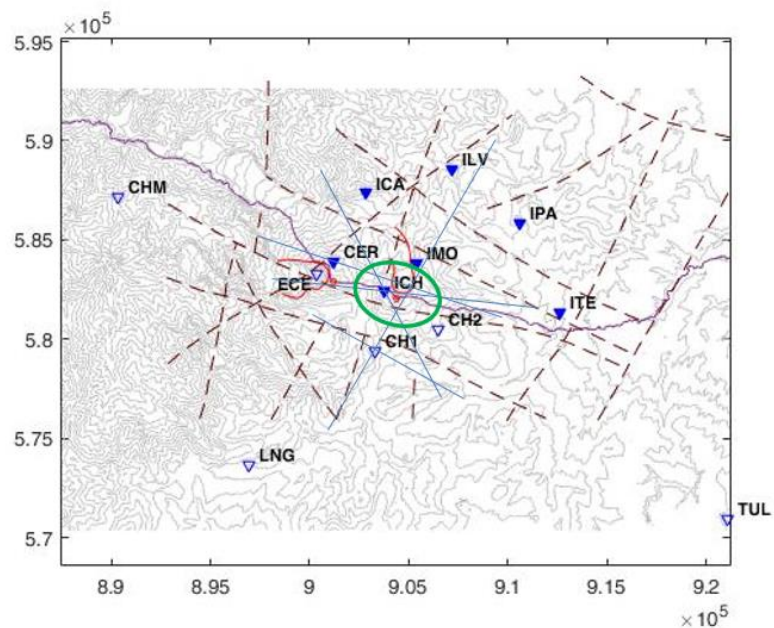 × 10⁵
5.95
5.9
5.85
5.8
5.75
5.7
CHM
ICA
ILV
IPA
CER
IMO
ECE
ICH
ITE
CH2
CH1
LNG
TUL
8.9 8.95 9 9.05 9.1 9.15 9.2
× 10⁵